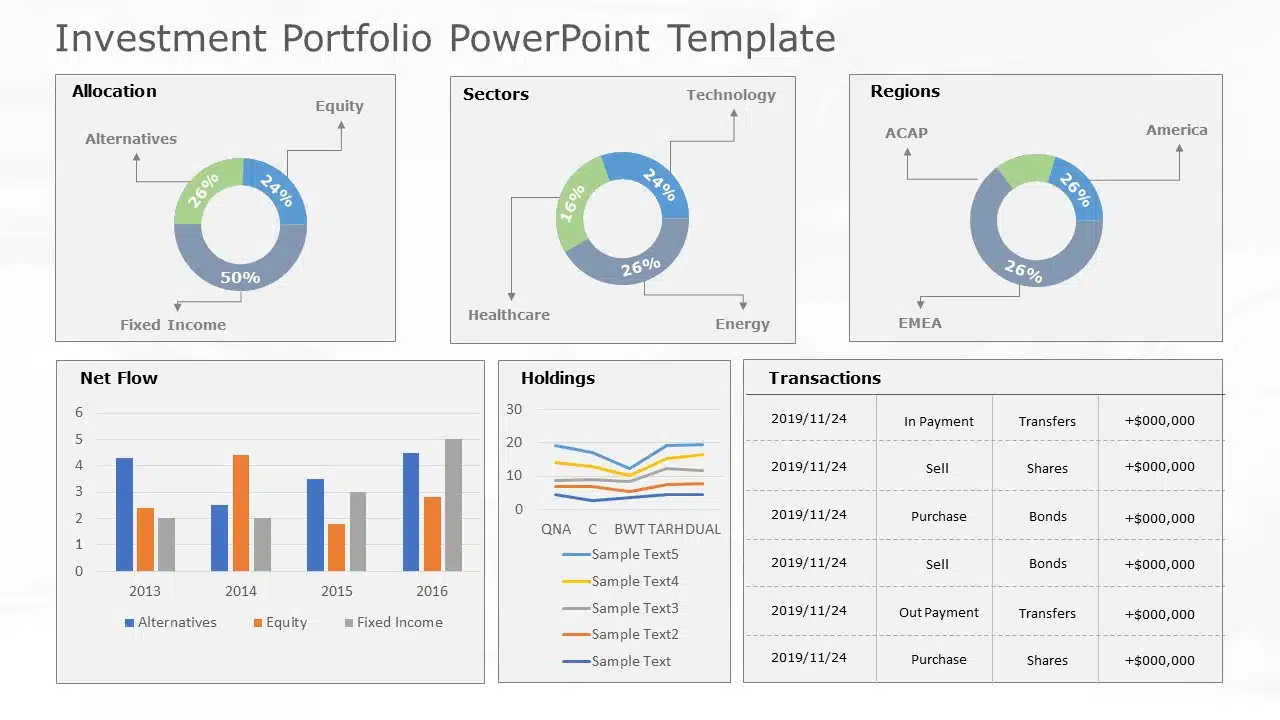 Investment Portfolio PowerPoint Template
Allocation
Equity
Alternatives
26%
24%
50%
Fixed Income
Sectors
Technology
24%
16%
26%
Healthcare
Energy
Regions
ACAP
America
26%
26%
EMEA
Net Flow
6
5
4
3
2
1
0
2013 2014 2015 2016
Alternatives Equity Fixed Income
Holdings
30
20
10
0
QNA C BWT TARH DUAL
Sample Text5
Sample Text4
Sample Text3
Sample Text2
Sample Text
Transactions
2019/11/24 In Payment Transfers +$000,000
2019/11/24 Sell Shares +$000,000
2019/11/24 Purchase Bonds +$000,000
2019/11/24 Sell Bonds +$000,000
2019/11/24 Out Payment Transfers +$000,000
2019/11/24 Purchase Shares +$000,000